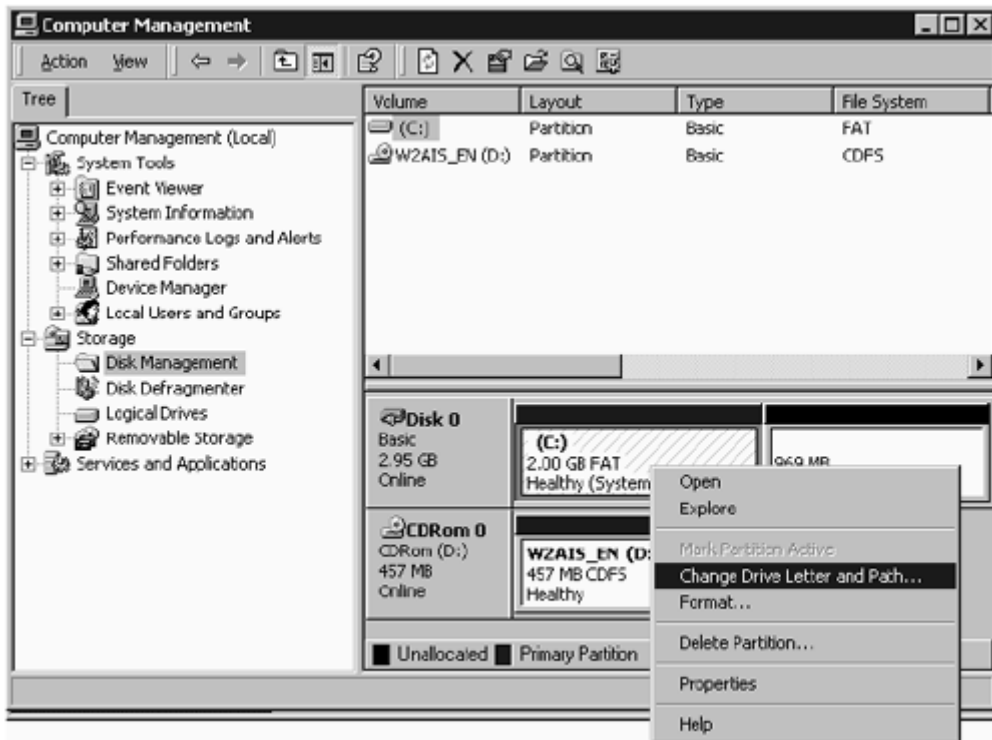 Computer Management
Action View
Tree
Computer Management (Local)
System Tools
Event Viewer
System Information
Performance Logs and Alerts
Shared Folders
Device Manager
Local Users and Groups
Storage
Disk Management
Disk Defragmenter
Logical Drives
Removable Storage
Services and Applications
Volume Layout Type File System
(C:) Partition Basic FAT
W2AIS_EN (D:) Partition Basic CDFS
Disk 0
Basic
2.95 GB
Online
(C:)
2.00 GB FAT
Healthy (System
969 MB
CDRom 0
CDRom (D:)
457 MB
Online
W2AIS_EN (D:
457 MB CDFS
Healthy
Unallocated Primary Partition
Open
Explore
Mark Partition Active
Change Drive Letter and Path...
Format...
Delete Partition...
Properties
Help